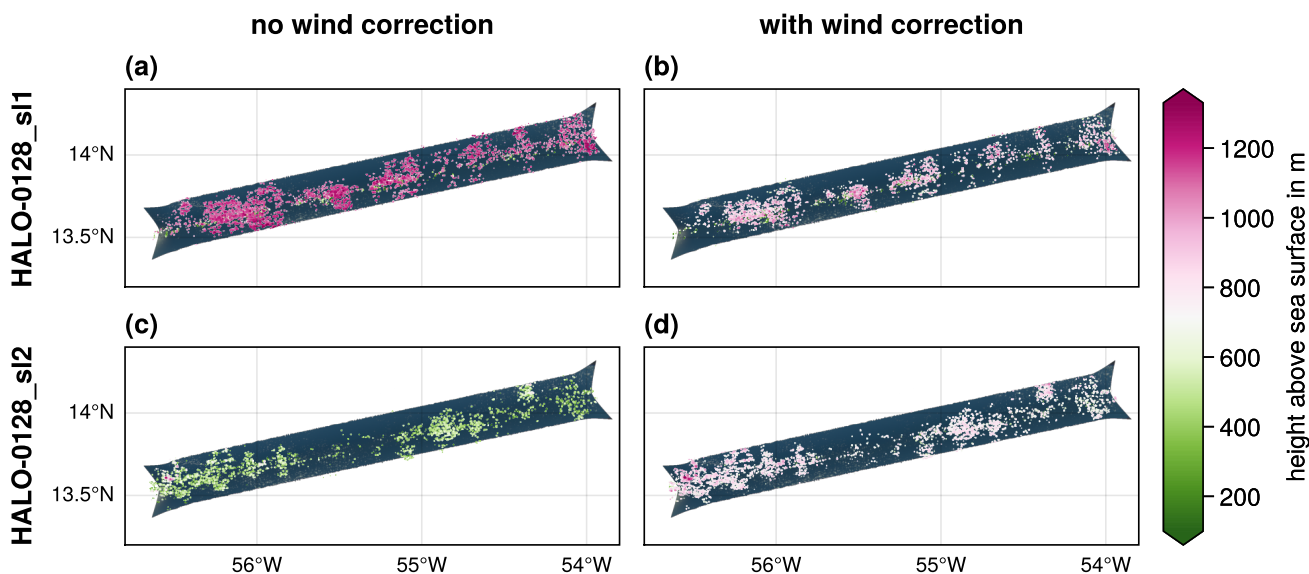 no wind correction
with wind correction
(a)
(b)
HALO-0128_sl1
14°N
13.5°N
(c)
(d)
HALO-0128_sl2
14°N
13.5°N
56°W
55°W
54°W
56°W
55°W
54°W
1200
1000
800
600
400
200
height above sea surface in m